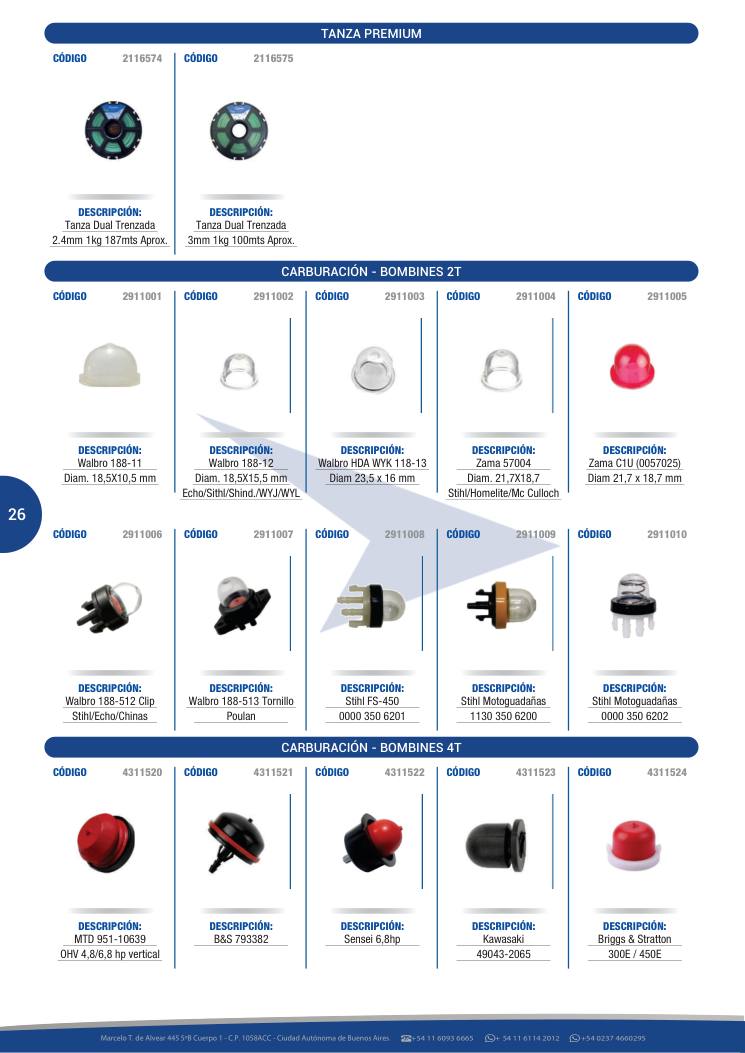 TANZA PREMIUM
CÓDIGO 2116574
DESCRIPCIÓN:
Tanza Dual Trenzada
2.4mm 1kg 187mts Aprox.
CÓDIGO 2116575
DESCRIPCIÓN:
Tanza Dual Trenzada
3mm 1kg 100mts Aprox.
CARBURACIÓN - BOMBINES 2T
CÓDIGO 2911001
DESCRIPCIÓN:
Walbro 188-11
Diam. 18,5X10,5 mm
CÓDIGO 2911002
DESCRIPCIÓN:
Walbro 188-12
Diam. 18,5X15,5 mm
Echo/Sithl/Shind./WYJ/WYL
CÓDIGO 2911003
DESCRIPCIÓN:
Walbro HDA WYK 118-13
Diam 23,5 x 16 mm
CÓDIGO 2911004
DESCRIPCIÓN:
Zama 57004
Diam. 21,7X18,7
Stihl/Homelite/Mc Culloch
CÓDIGO 2911005
DESCRIPCIÓN:
Zama C1U (0057025)
Diam 21,7 x 18,7 mm
26
CÓDIGO 2911006
DESCRIPCIÓN:
Walbro 188-512 Clip
Stihl/Echo/Chinas
CÓDIGO 2911007
DESCRIPCIÓN:
Walbro 188-513 Tornillo
Poulan
CÓDIGO 2911008
DESCRIPCIÓN:
Stihl FS-450
0000 350 6201
CÓDIGO 2911009
DESCRIPCIÓN:
Stihl Motoguadañas
1130 350 6200
CÓDIGO 2911010
DESCRIPCIÓN:
Stihl Motoguadañas
0000 350 6202
CARBURACIÓN - BOMBINES 4T
CÓDIGO 4311520
DESCRIPCIÓN:
MTD 951-10639
OHV 4,8/6,8 hp vertical
CÓDIGO 4311521
DESCRIPCIÓN:
B&S 793382
CÓDIGO 4311522
DESCRIPCIÓN:
Sensei 6,8hp
CÓDIGO 4311523
DESCRIPCIÓN:
Kawasaki
49043-2065
CÓDIGO 4311524
DESCRIPCIÓN:
Briggs & Stratton
300E / 450E
Marcelo T. de Alvear 445 5ºB Cuerpo 1 - C.P. 1058ACC - Ciudad Autónoma de Buenos Aires. +54 11 6093 6665 + 54 11 6114 2012 +54 0237 4660295